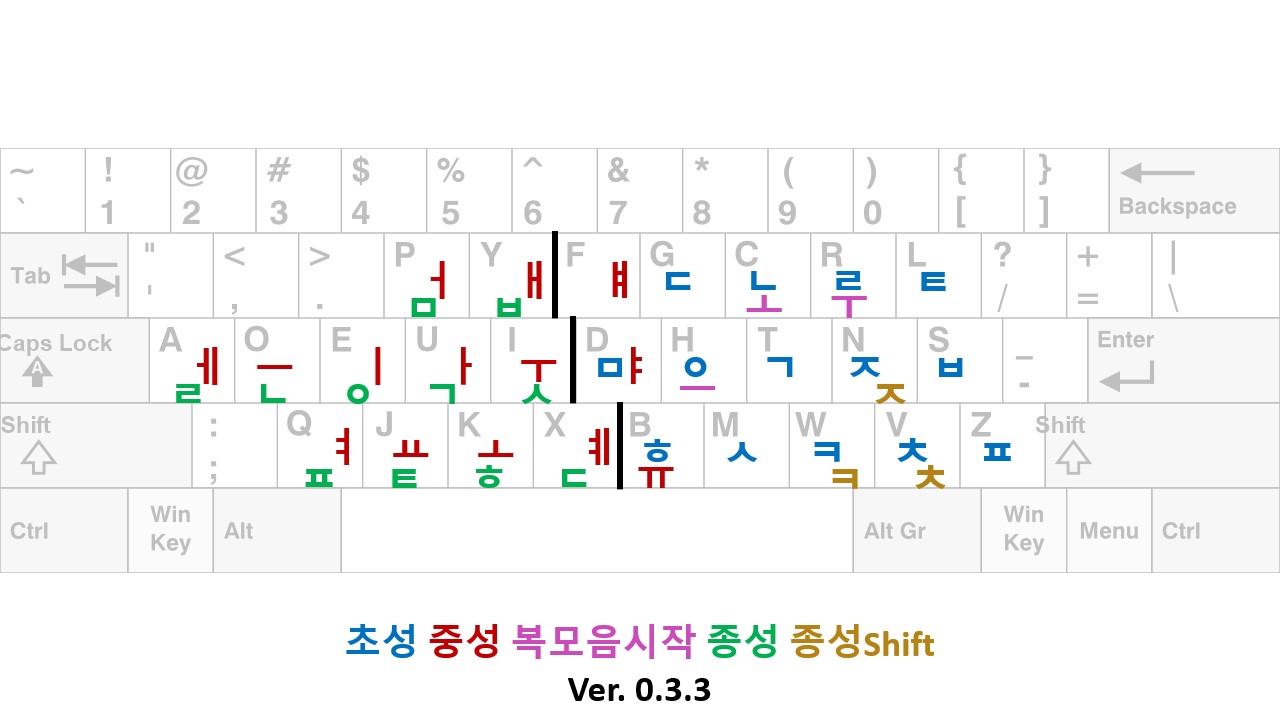 ~ ! @ # $ % ^ & * ( ) { }
` 1 2 3 4 5 6 7 8 9 0 [ ] Backspace
Tab " < > P Y F G C R L ? + |
' , . ㅓ ㅐ ㅒ ㄷ ㄴ ㄹ ㅌ / = \
ㅁ ㅂ ㅗ ㅜ
Caps Lock A O E U I D H T N S _ Enter
A ㅔ ㅡ ㅣ ㅏ ㅜ ㅁ ㅑ ㅇ ㄱ ㅈ ㅂ -
ㄹ ㄴ ㅇ ㄱ ㅅ ㅡ ㅈ
Shift : Q J K X B M W V Z Shift
; ㅕ ㅛ ㅗ ㅖ ㅎ ㅅ ㅋ ㅊ ㅍ
ㅍ ㅌ ㅎ ㄷ ㅠ ㅋ ㅊ
Ctrl Win Key Alt Alt Gr Win Key Menu Ctrl
초성 중성 복모음시작 종성 종성Shift
Ver. 0.3.3